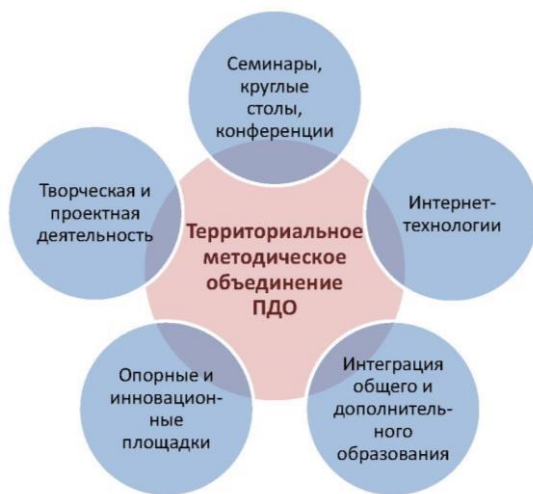 Семинары,
круглые
столы,
конференции
Творческая и
проектная
деятельность
Интернет-
технологии
Территориальное
методическое
объединение
ПДО
Опорные и
инновацион-
ные
площадки
Интеграция
общего и
дополнитель-
ного
образования